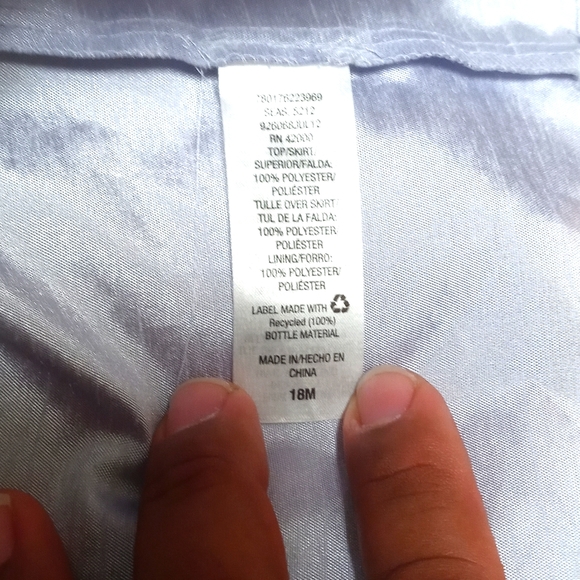 780176223969
SEAS: 5212
926068JUL12
RN 42000
TOP/SKIRT:
SUPERIOR/FALDA:
100% POLYESTER/
POLIÉSTER
TULLE OVER SKIRT/
TUL DE LA FALDA:
100% POLYESTER/
POLIÉSTER
LINING/FORRO:
100% POLYESTER/
POLIÉSTER
LABEL MADE WITH
Recycled (100%)
BOTTLE MATERIAL
MADE IN/HECHO EN
CHINA
18M